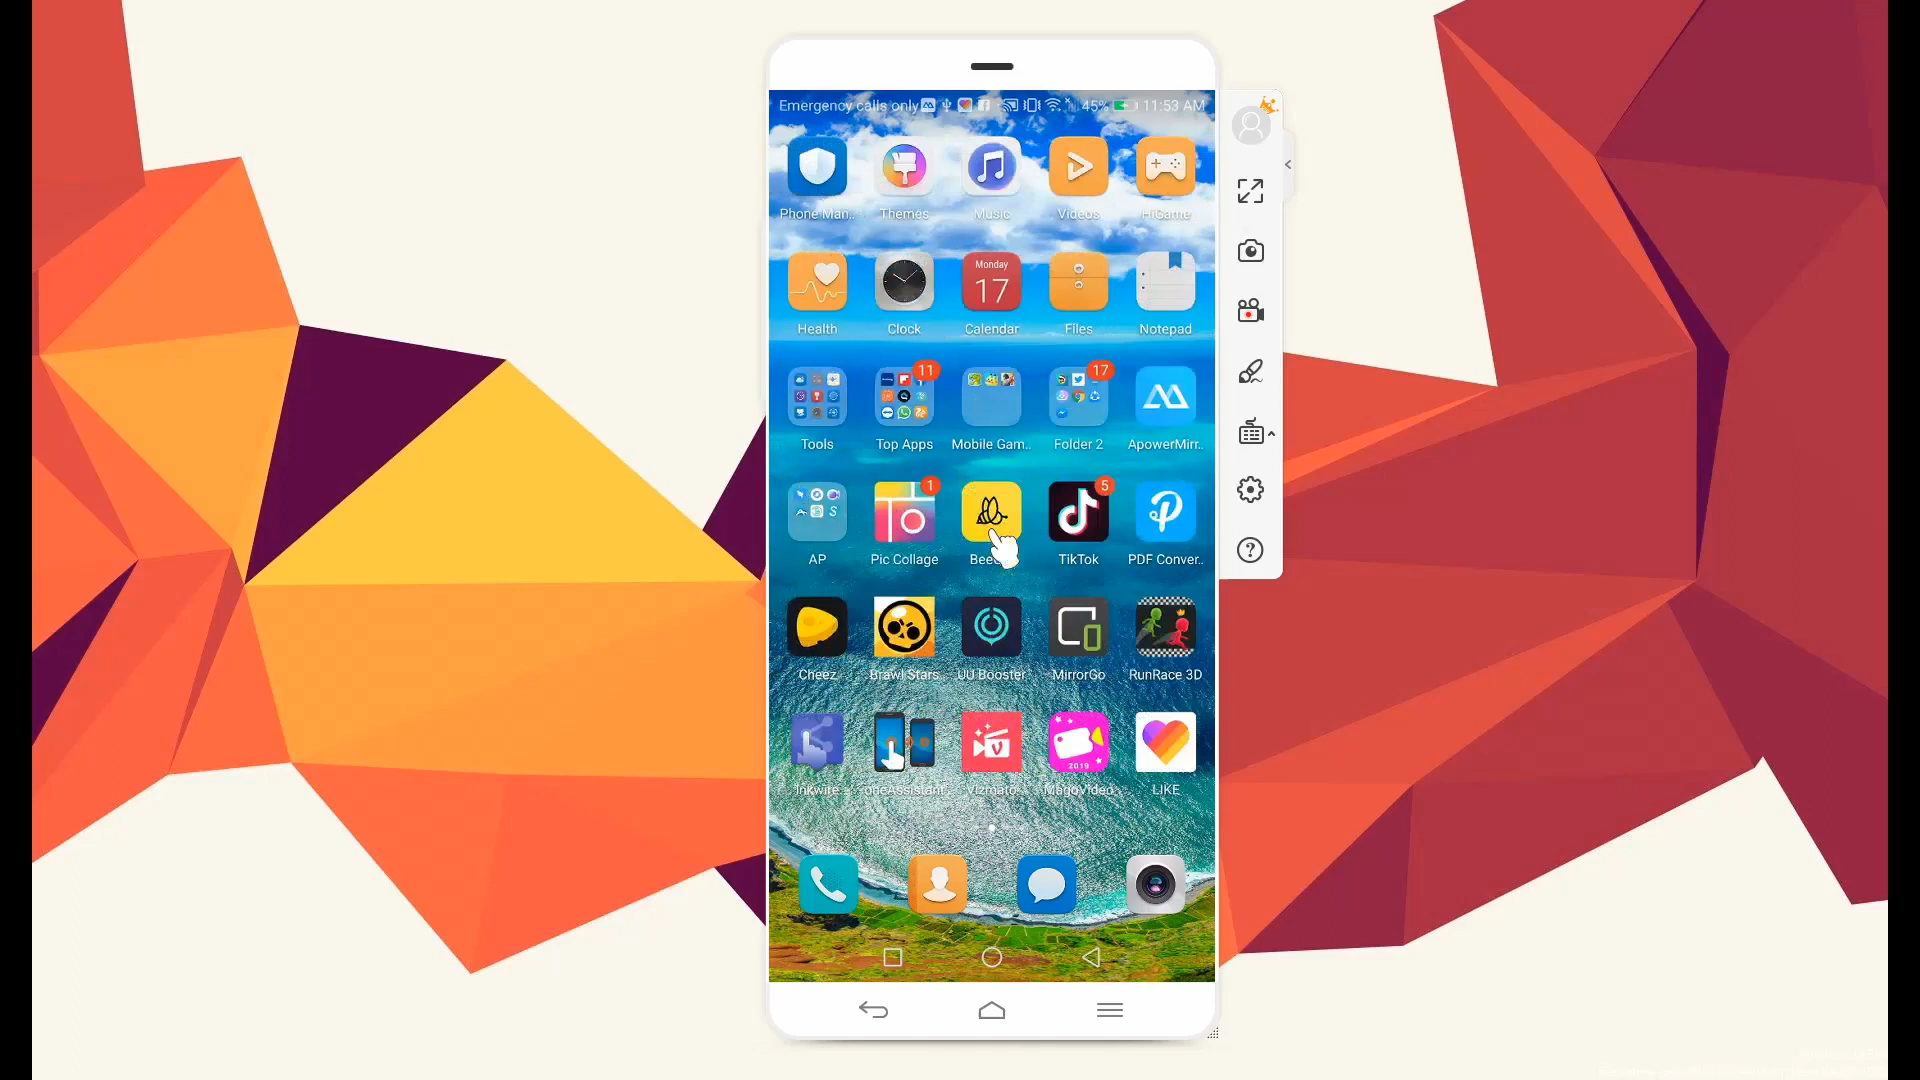 Emergency calls only 45% 11:53 AM
Phone Man.. Themes Music Videos HiGame
Monday
17
Health Clock Calendar Files Notepad
11 17
Tools Top Apps Mobile Gam.. Folder 2 ApowerMirr..
1 5
AP Pic Collage TikTok PDF Conver..
Cheez Brawl Stars UU Booster MirrorGo RunRace 3D
2019
Inkwire... oneAssistant Vizmato MagoVideo LIKE